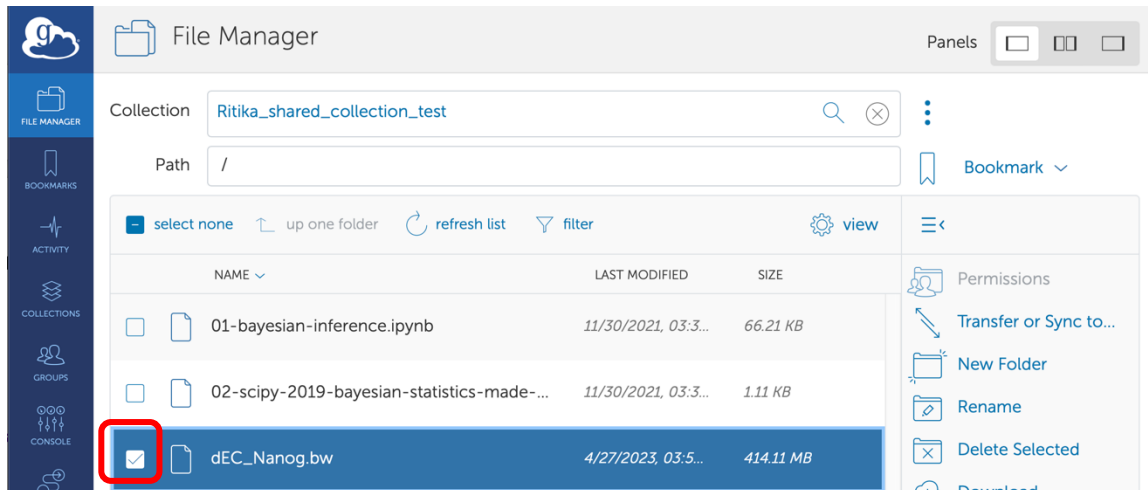 g
File Manager
Panels
FILE MANAGER
BOOKMARKS
ACTIVITY
COLLECTIONS
GROUPS
CONSOLE
Collection Ritika_shared_collection_test
Path /
Bookmark
select none up one folder refresh list filter view
NAME LAST MODIFIED SIZE
01-bayesian-inference.ipynb 11/30/2021, 03:3... 66.21 KB
02-scipy-2019-bayesian-statistics-made-... 11/30/2021, 03:3... 1.11 KB
dEC_Nanog.bw 4/27/2023, 03:5... 414.11 MB
Permissions
Transfer or Sync to...
New Folder
Rename
Delete Selected